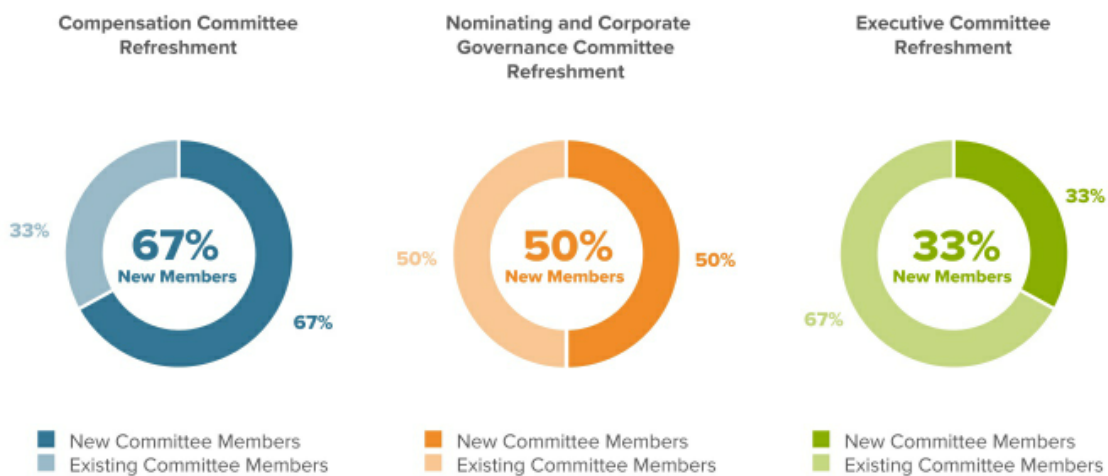 Compensation Committee
Refreshment
33%
67%
New Members
67%
New Committee Members
Existing Committee Members
Nominating and Corporate
Governance Committee
Refreshment
50%
50%
New Members
50%
New Committee Members
Existing Committee Members
Executive Committee
Refreshment
33%
33%
New Members
67%
New Committee Members
Existing Committee Members